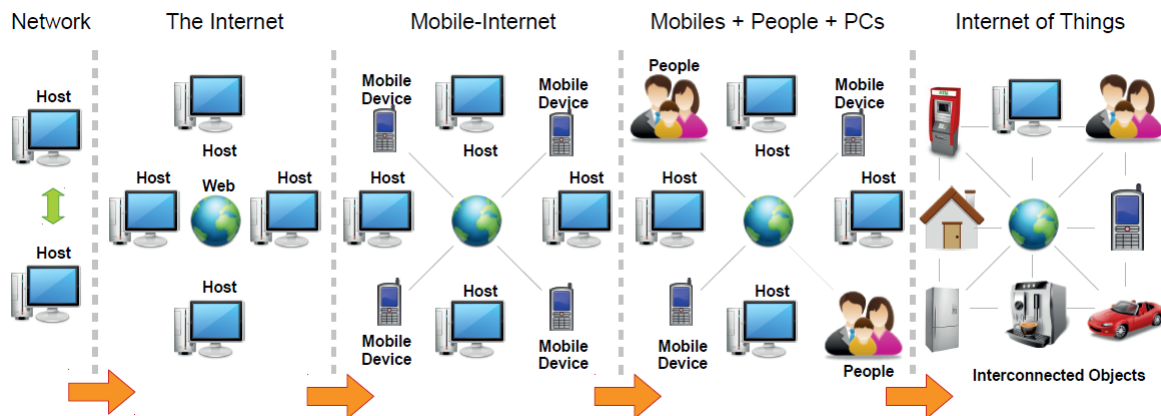 Network
The Internet
Mobile-Internet
Mobiles + People + PCs
Internet of Things
Host
Host
Host
Host
Web
Host
Host
Mobile
Device
Mobile
Device
Host
Host
Host
Mobile
Device
Host
Mobile
Device
People
Mobile
Device
Host
Host
Host
Mobile
Device
Host
People
Interconnected Objects